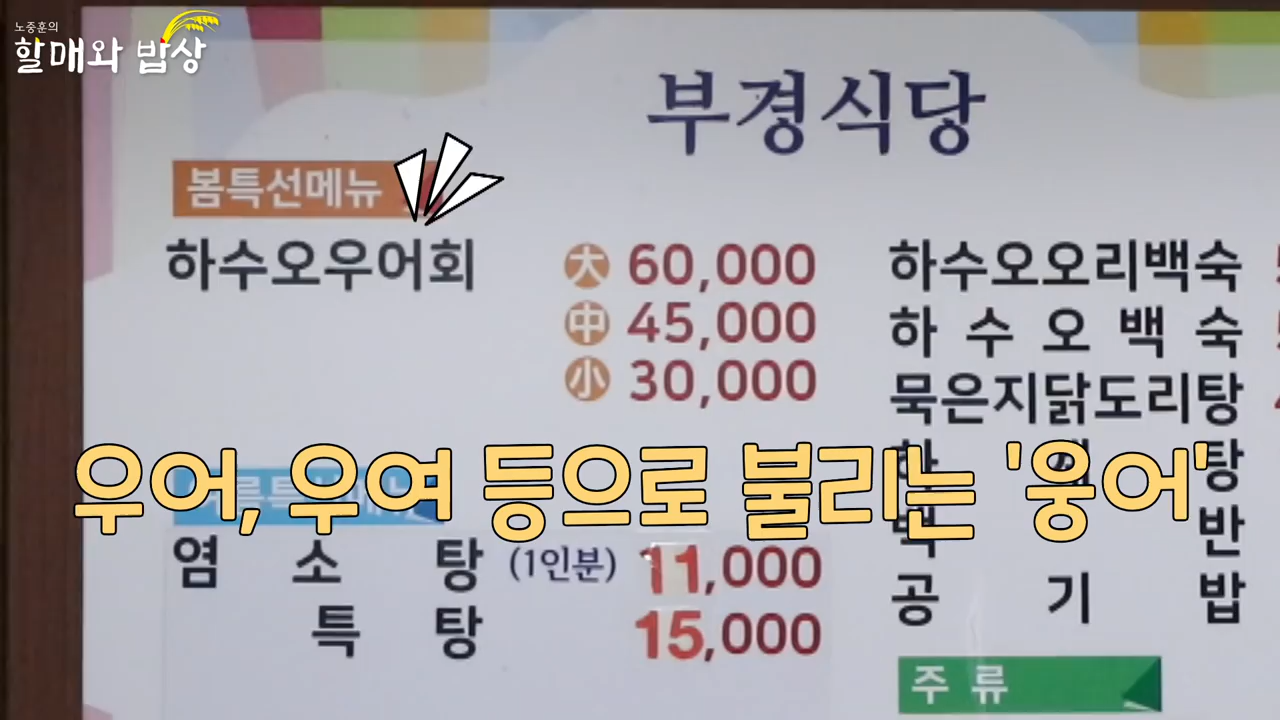 노중훈의
할매와 밥상
부경식당
봄특선메뉴
하수오우어회 大 60,000
中 45,000
小 30,000
하수오오리백숙
하수오백숙
묵은지닭도리탕
탕
우어, 우여 등으로 불리는 '웅어'
반
염소탕 (1인분) 11,000
특탕 15,000
공기밥
주류